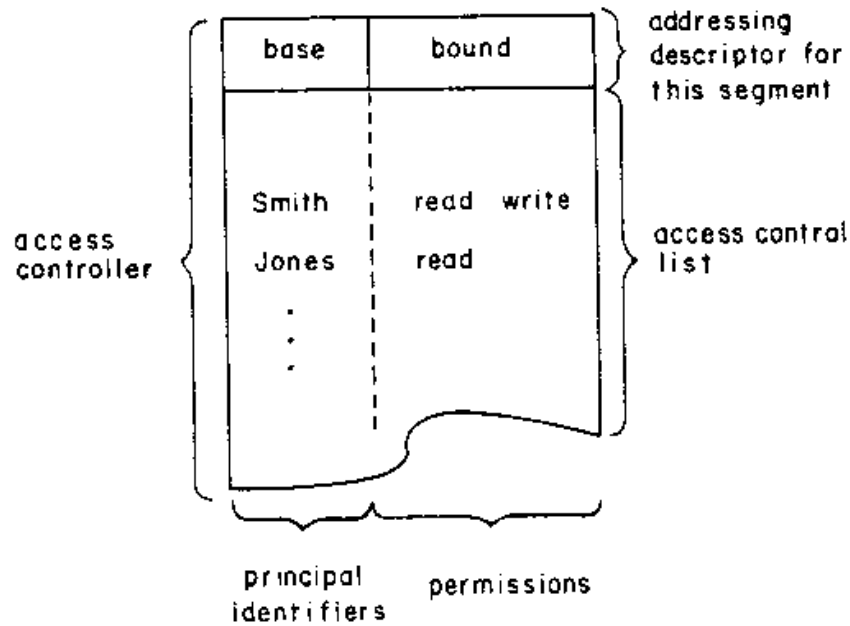 base bound
addressing
descriptor for
this segment
Smith read write
Jones read
access
controller
access control
list
principal
identifiers
permissions